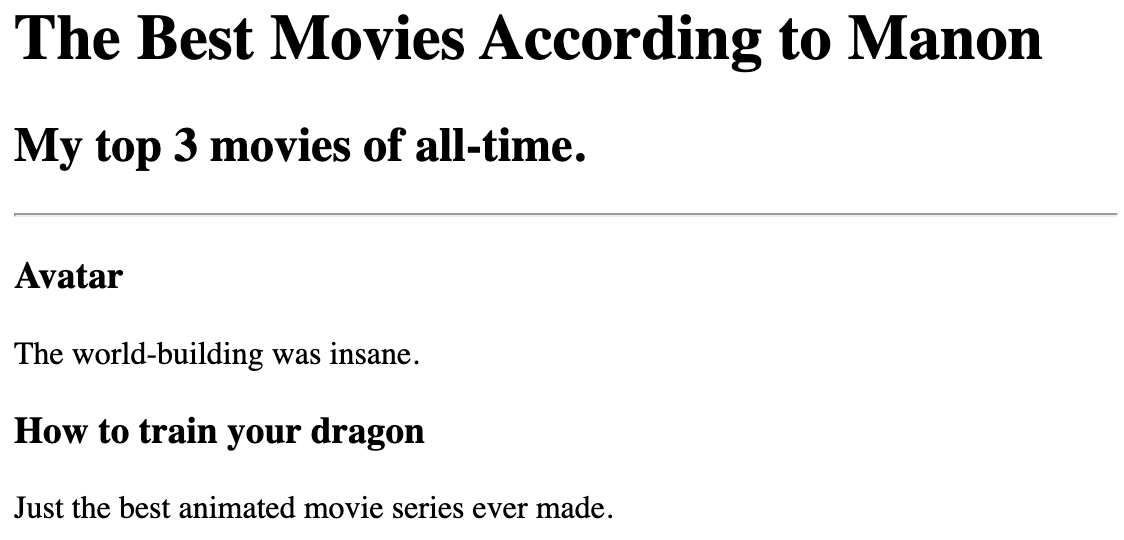 The Best Movies According to Manon
My top 3 movies of all-time.
Avatar
The world-building was insane.
How to train your dragon
Just the best animated movie series ever made.